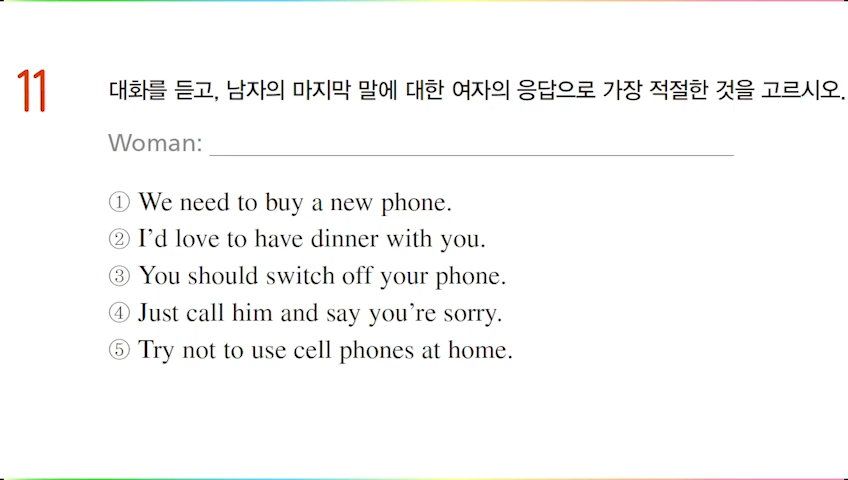 11
대화를 듣고, 남자의 마지막 말에 대한 여자의 응답으로 가장 적절한 것을 고르시오.
Woman:
① We need to buy a new phone.
② I'd love to have dinner with you.
③ You should switch off your phone.
④ Just call him and say you're sorry.
⑤ Try not to use cell phones at home.